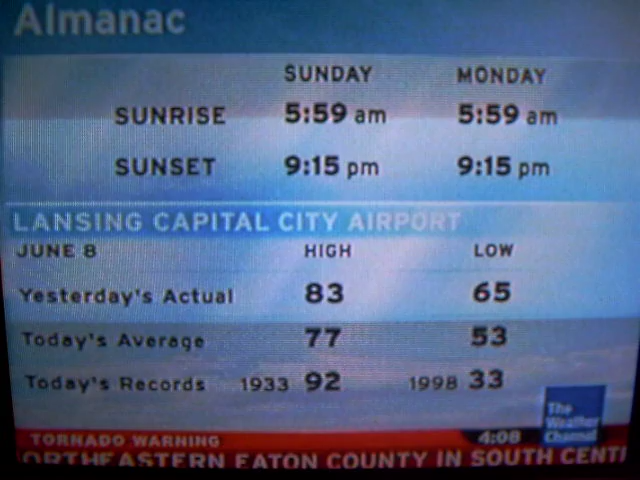 Almanac
SUNDAY MONDAY
SUNRISE 5:59 am 5:59 am
SUNSET 9:15 pm 9:15 pm
LANSING CAPITAL CITY AIRPORT
JUNE 8 HIGH LOW
Yesterday's Actual 83 65
Today's Average 77 53
Today's Records 1933 92 1998 33
The
Weather
Channel
TORNADO WARNING 4:08
ORTHEASTERN EATON COUNTY IN SOUTH CENTI